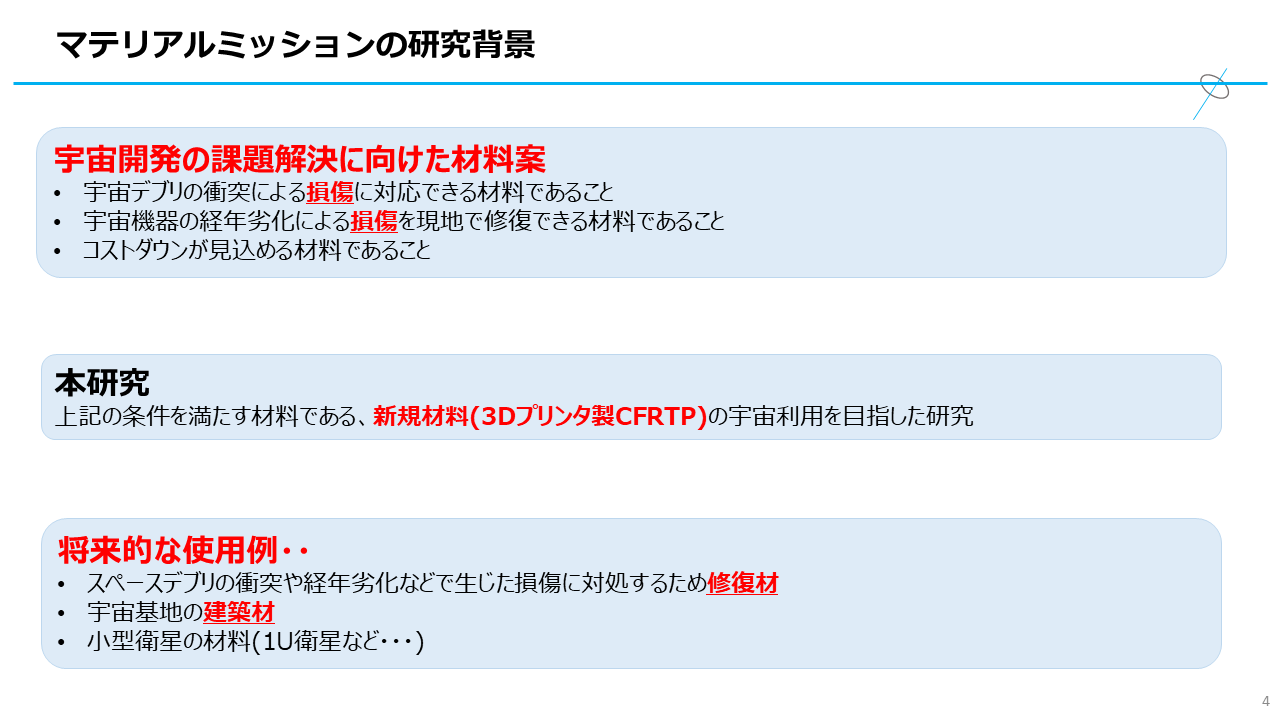 マテリアルミッションの研究背景
宇宙開発の課題解決に向けた材料案
• 宇宙デブリの衝突による損傷に対応できる材料であること
• 宇宙機器の経年劣化による損傷を現地で修復できる材料であること
• コストダウンが見込める材料であること
本研究
上記の条件を満たす材料である、新規材料(3Dプリンタ製CFRTP)の宇宙利用を目指した研究
将来的な使用例・・
• スペースデブリの衝突や経年劣化などで生じた損傷に対処するため修復材
• 宇宙基地の建築材
• 小型衛星の材料(1U衛星など・・・)
4